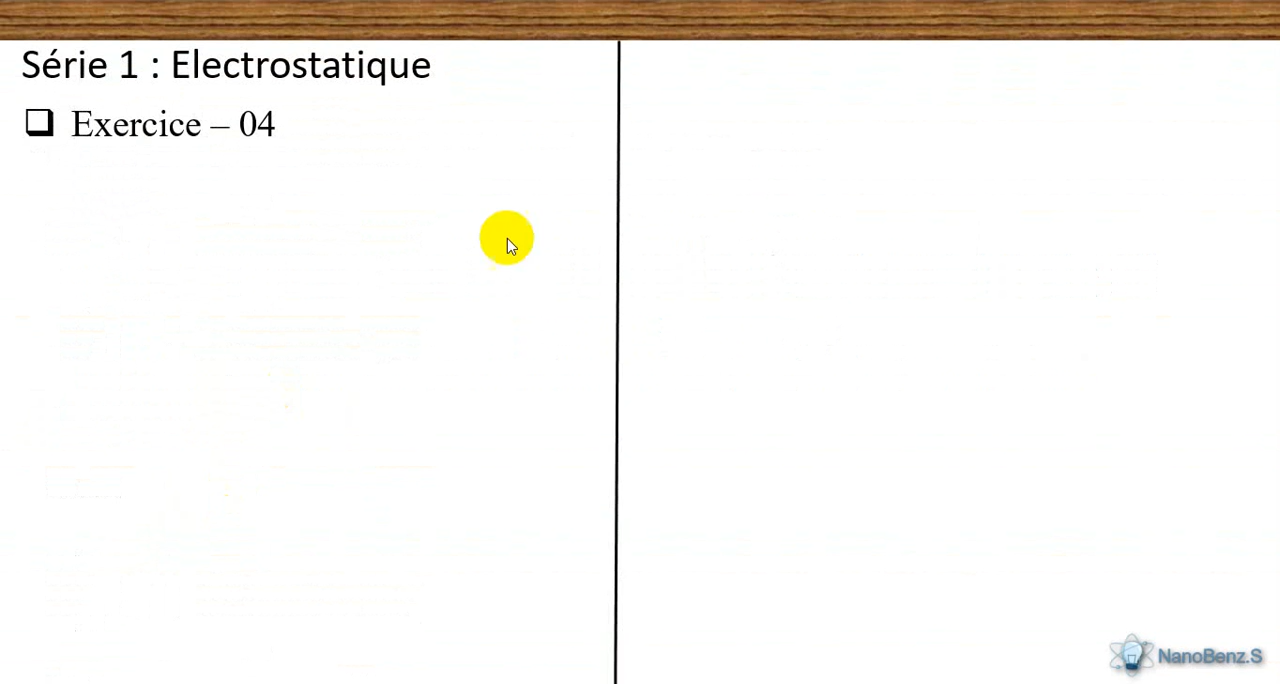 Série 1 : Electrostatique
❑ Exercice – 04
NanoBenz.S